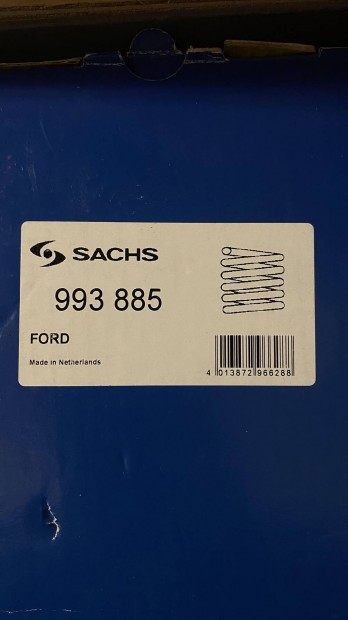 SACHS
993 885
FORD
Made in Netherlands
4 013872 966288